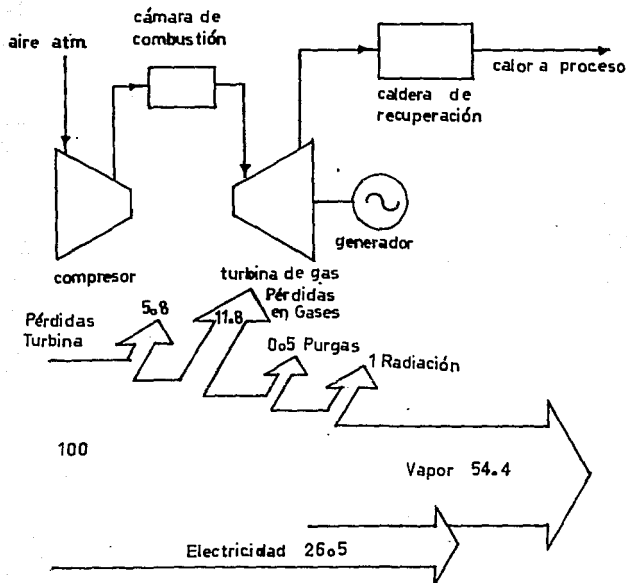 cámara de
combustión
aire atm.
calor a proceso
caldera de
recuperación
generador
compresor
turbina de gas
Pérdidas
Turbina
5.8
11.8
Pérdidas
en Gases
0.5 Purgas
1 Radiación
100
Vapor 54.4
Electricidad 26.5